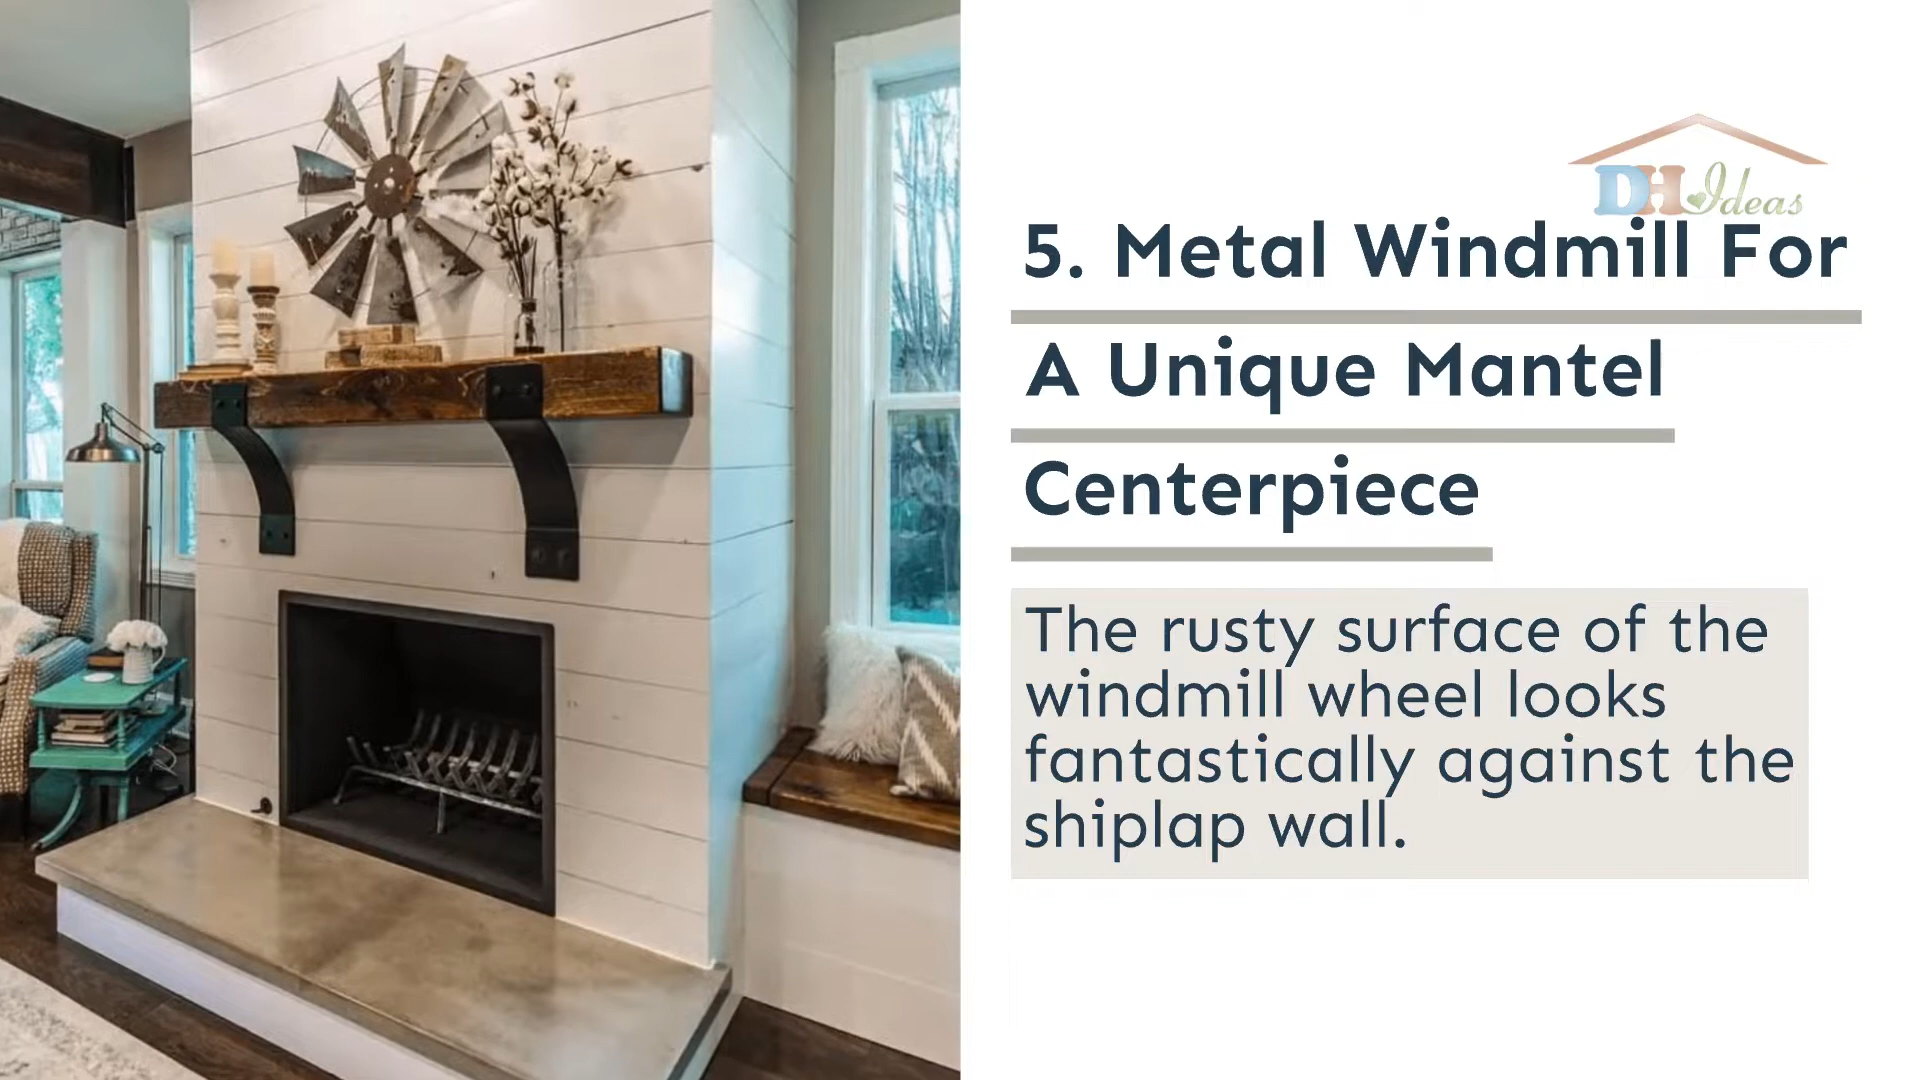 DH Ideas
5. Metal Windmill For
A Unique Mantel
Centerpiece
The rusty surface of the
windmill wheel looks
fantastically against the
shiplap wall.